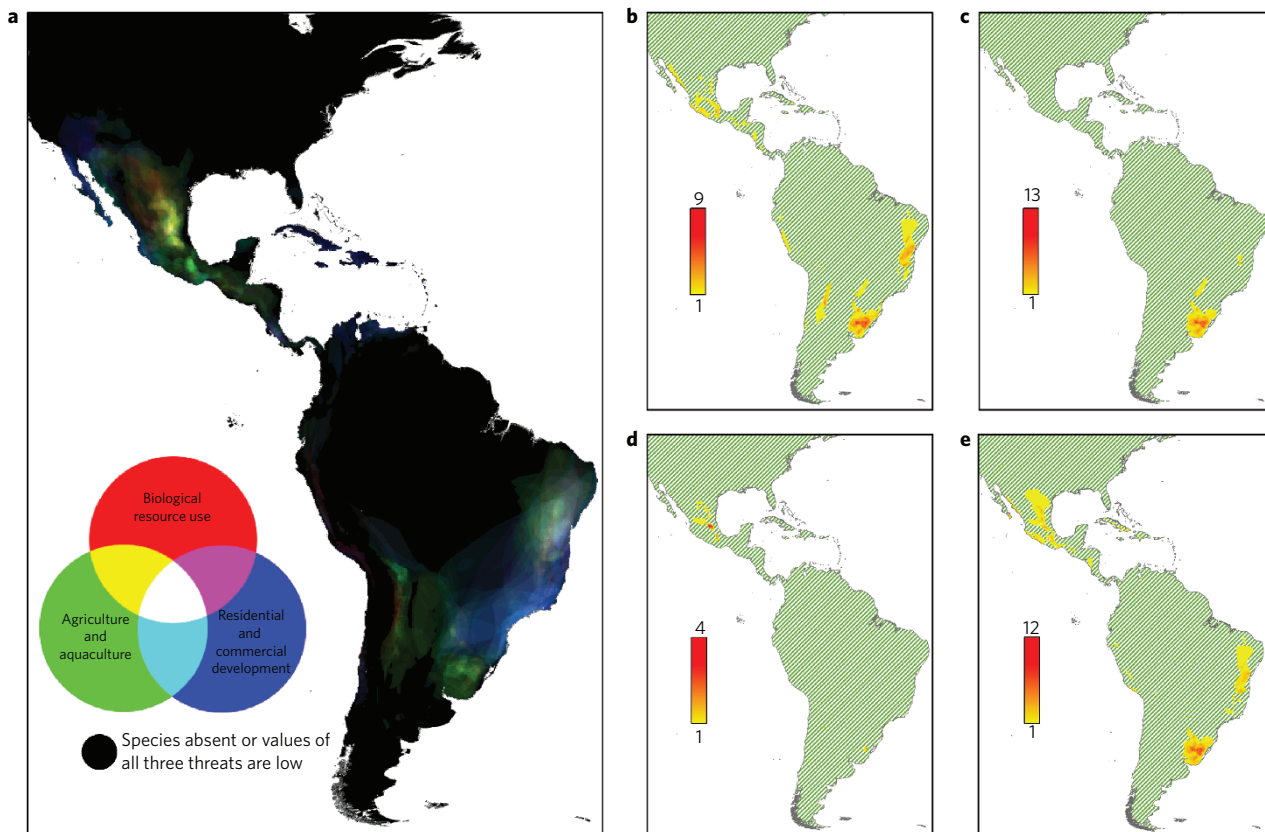 a
Biological
resource use
Agriculture
and
aquaculture
Residential
and
commercial
development
Species absent or values of
all three threats are low
b
9
1
c
13
1
d
4
1
e
12
1